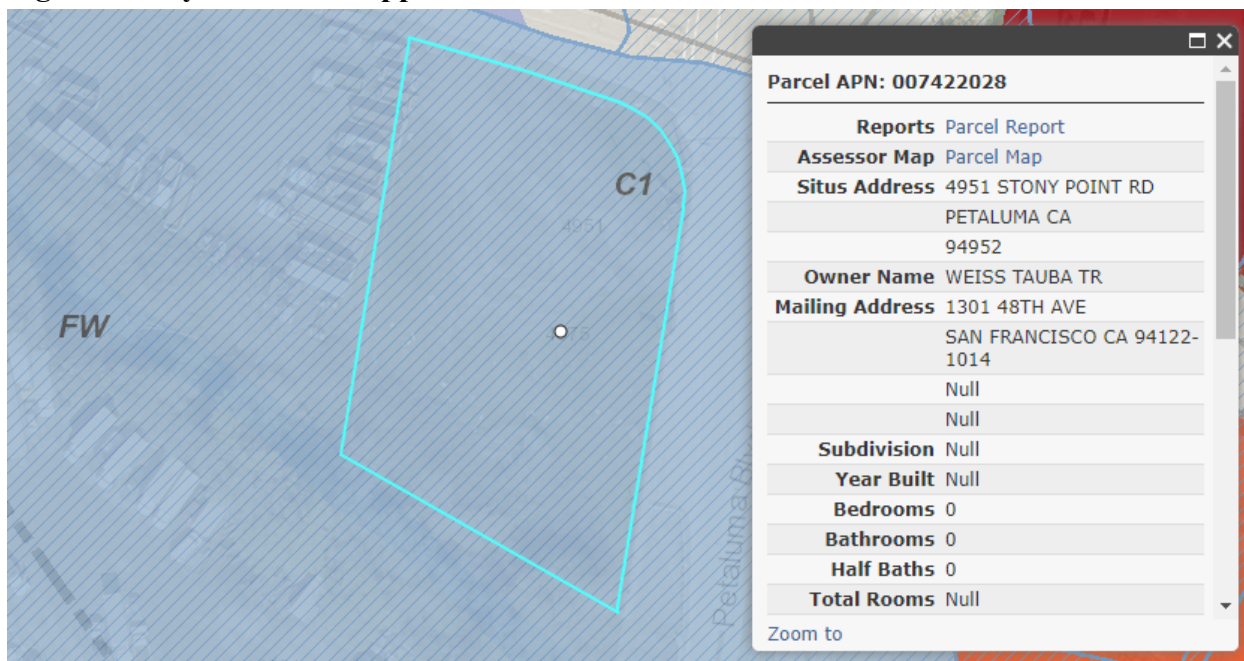 C1
4951
FW
Petaluma Blvd
Parcel APN: 007422028
Reports Parcel Report
Assessor Map Parcel Map
Situs Address 4951 STONY POINT RD
PETALUMA CA
94952
Owner Name WEISS TAUBA TR
Mailing Address 1301 48TH AVE
SAN FRANCISCO CA 94122-
1014
Null
Null
Subdivision Null
Year Built Null
Bedrooms 0
Bathrooms 0
Half Baths 0
Total Rooms Null
Zoom to